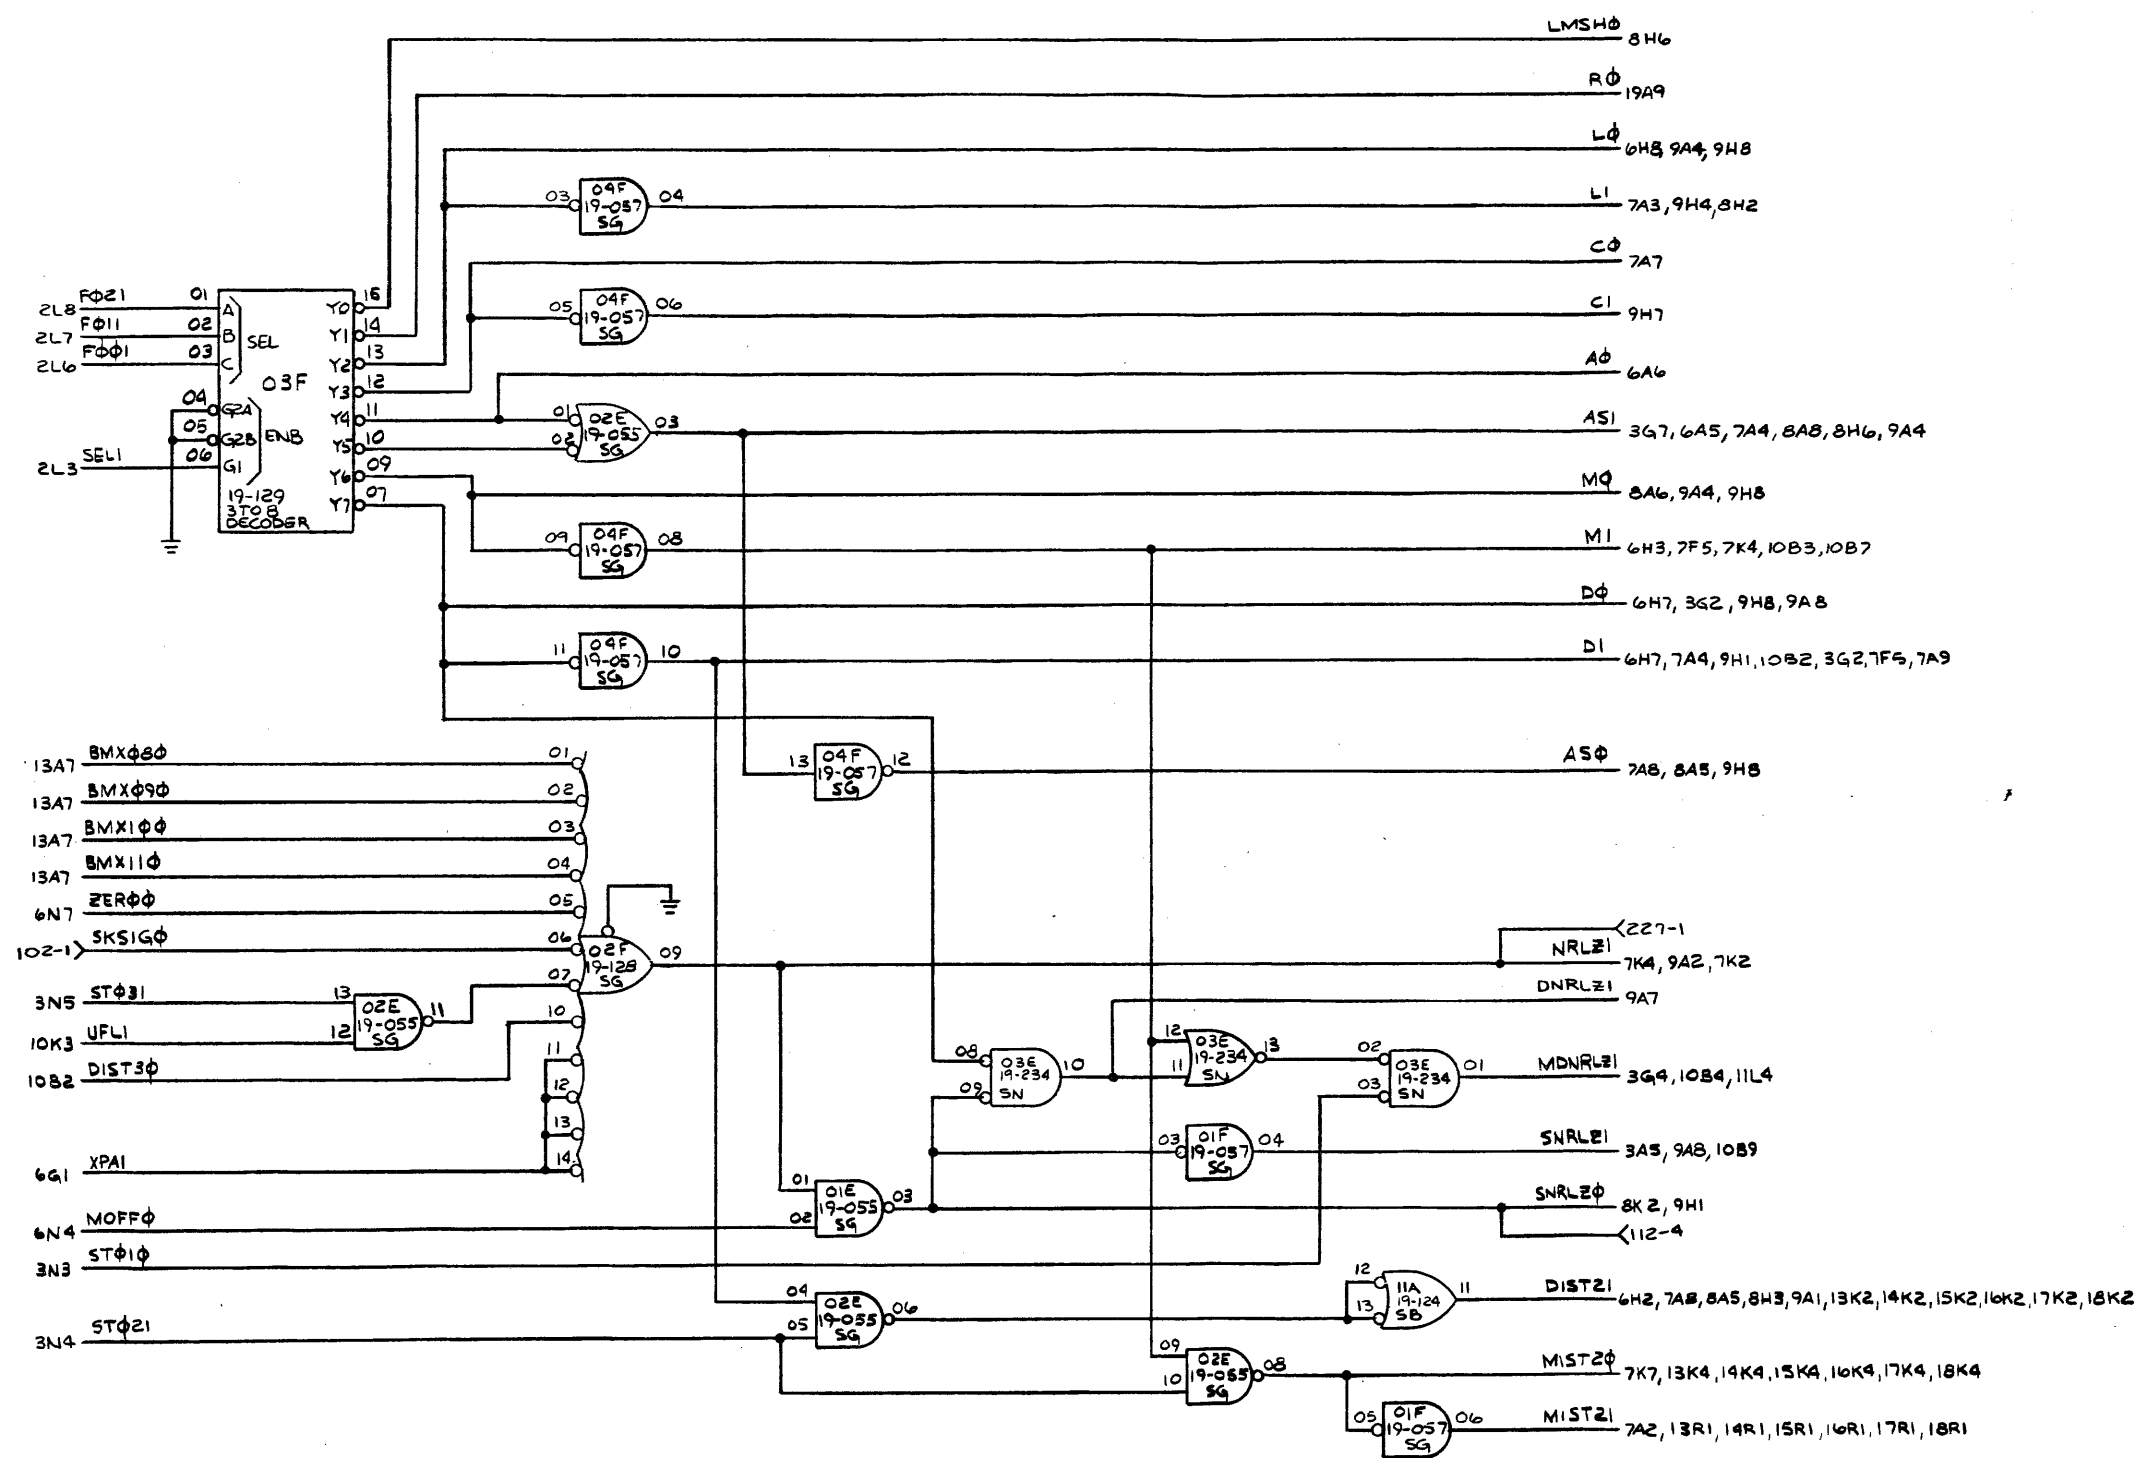 LMSHΦ
8H6
RΦ
19A9
LΦ
6H8, 9A4, 9H8
03 04F 04
19-057
SG
L1
7A3, 9H4, 8H2
CΦ
7A7
05 04F 06
19-057
SG
C1
9H7
AΦ
6A6
2L8 FΦ21 01 A
2L7 FΦ11 02 B
2L6 FΦΦ1 03 C
SEL
03F
04 G2A
05 G2B
ENB
2L3 SEL1 06 G1
19-129
3 TO 8
DECODER
Y0 15
Y1 14
Y2 13
Y3 12
Y4 11
Y5 10
Y6 09
Y7 07
01 02E 03
02 19-055
SG
AS1
3G7, 6A5, 7A4, 8A8, 8H6, 9A4
MΦ
8A6, 9A4, 9H8
09 04F 08
19-057
SG
M1
6H3, 7F5, 7K4, 10B3, 10B7
DΦ
6H7, 3G2, 9H8, 9A8
11 04F 10
19-057
SG
D1
6H7, 7A4, 9H1, 10B2, 3G2, 7F5, 7A9
13 04F 12
19-057
SG
ASΦ
7A8, 8A5, 9H8
13A7 BMXΦ8Φ 01
13A7 BMXΦ9Φ 02
13A7 BMX1ΦΦ 03
13A7 BMX11Φ 04
6N7 ZERΦΦ 05
102-1 SKSIGΦ 06
02F 09
19-128
SG
07
3N5 STΦ31 13
02E 11
19-055
SG
10K3 UFL1 12
10B2 DIST3Φ 10
11
12
13
6G1 XPA1 14
227-1
NRLZ1
7K4, 9A2, 7K2
DNRLZ1
9A7
08 03E 10
19-234
09 SN
12 03E 13
11 19-234
SN
02 03E 01
19-234
03 SN
MDNRLZ1
3G4, 10B4, 11L4
03 01F 04
19-057
SG
SNRLZ1
3A5, 9A8, 10B9
01 01E 03
19-055
02 SG
6N4 MOFFΦ
SNRLZΦ
8K2, 9H1
112-4
3N3 STΦ1Φ
04 02E 06
19-055
05 SG
3N4 STΦ21
12 11A 11
19-124
13 SB
DIST21
6H2, 7A8, 8A5, 8H3, 9A1, 13K2, 14K2, 15K2, 16K2, 17K2, 18K2
09 02E 08
19-055
10 SG
MIST2Φ
7K7, 13K4, 14K4, 15K4, 16K4, 17K4, 18K4
05 01F 06
19-057
SG
MIST21
7A2, 13R1, 14R1, 15R1, 16R1, 17R1, 18R1